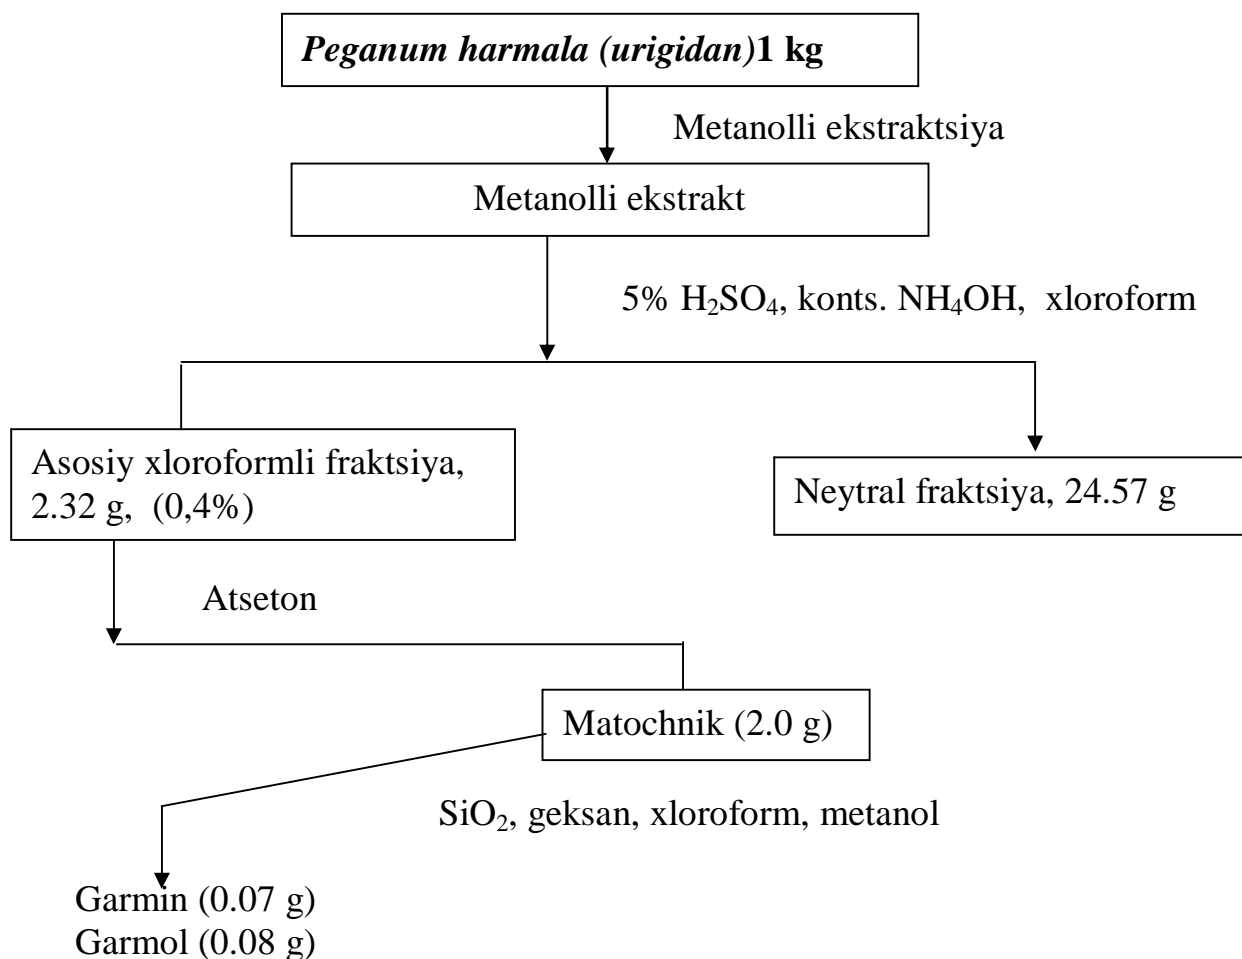 Peganum harmala (urigidan)1 kg
Metanolli ekstraktsiya
Metanolli ekstrakt
5% H₂SO₄, konts. NH₄OH, xloroform
Asosiy xloroformli fraktsiya,
2.32 g, (0,4%)
Neytral fraktsiya, 24.57 g
Atseton
Matochnik (2.0 g)
SiO₂, geksan, xloroform, metanol
Garmin (0.07 g)
Garmol (0.08 g)